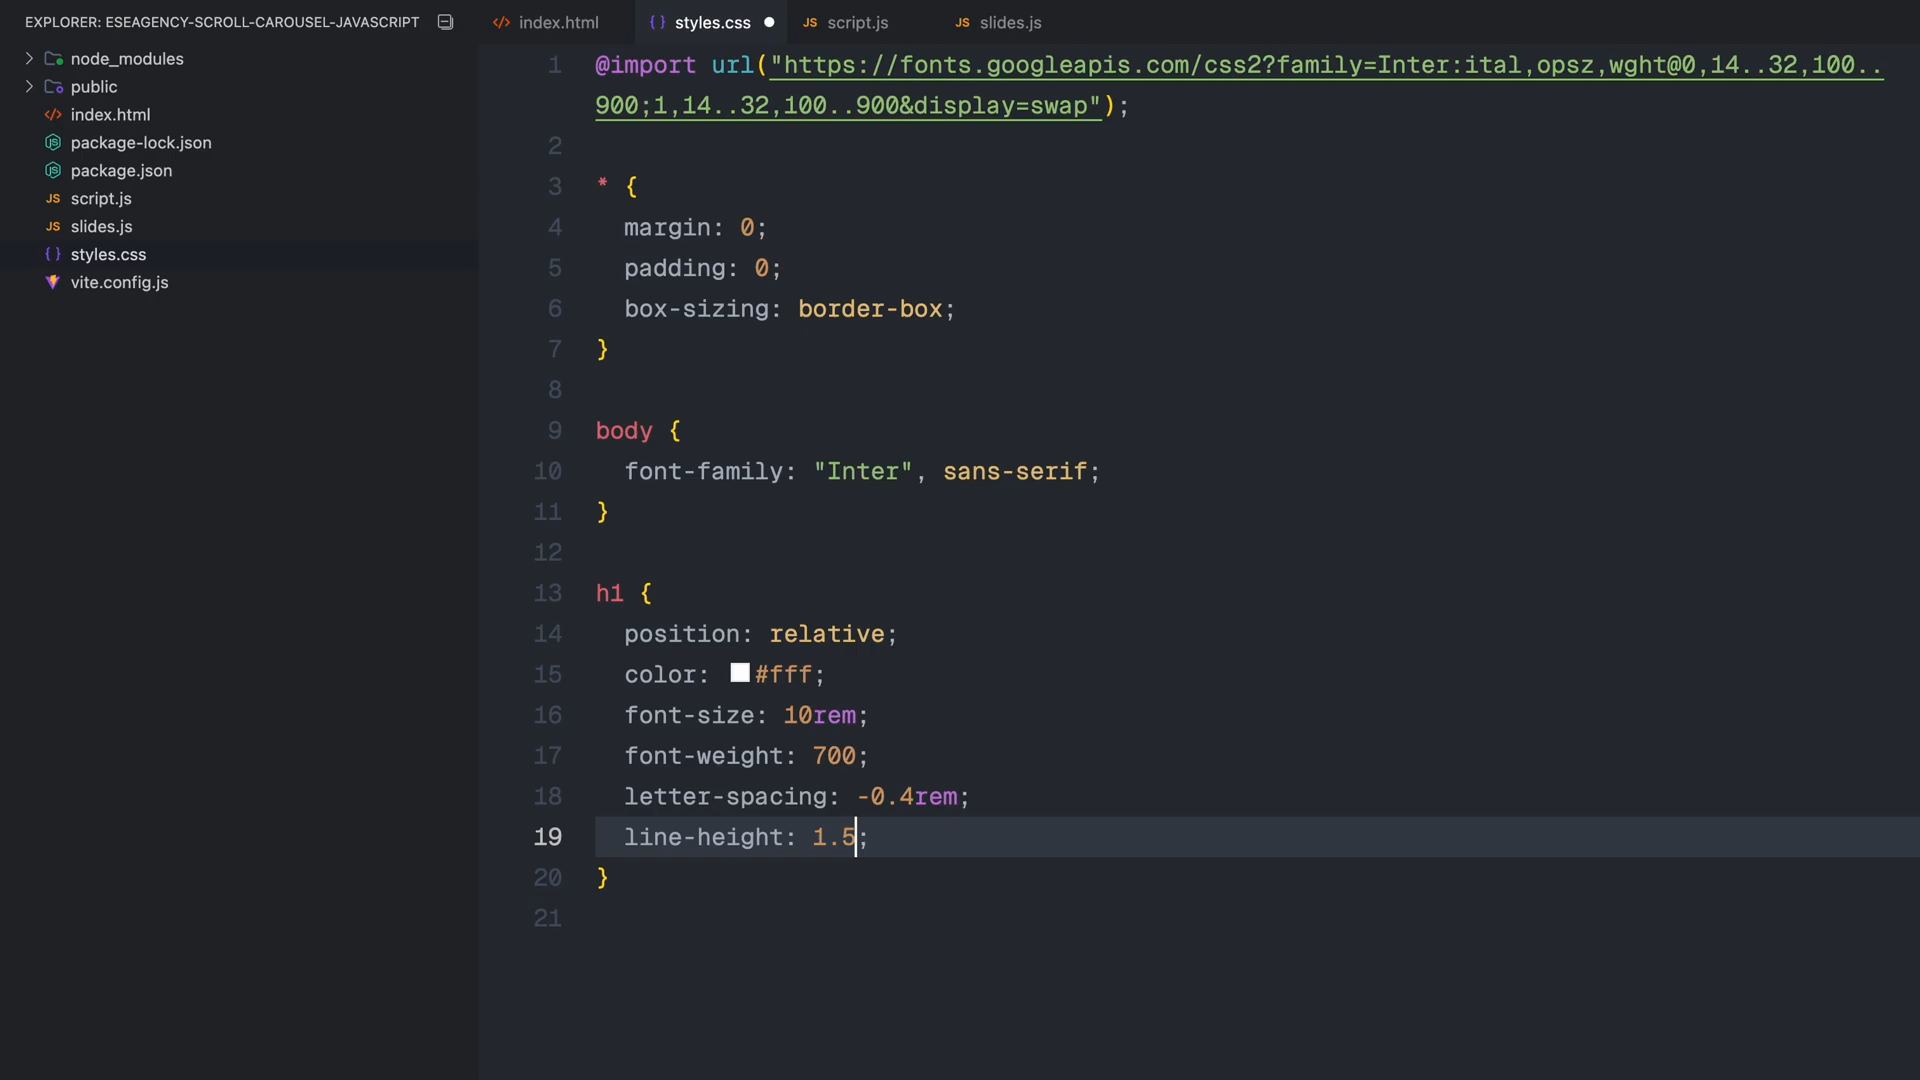 EXPLORER: ESEAGENCY-SCROLL-CAROUSEL-JAVASCRIPT
node_modules
public
index.html
package-lock.json
package.json
script.js
slides.js
styles.css
vite.config.js
index.html
styles.css
script.js
slides.js
1 @import url("https://fonts.googleapis.com/css2?family=Inter:ital,opsz,wght@0,14..32,100..
900;1,14..32,100..900&display=swap");
2
3 * {
4 margin: 0;
5 padding: 0;
6 box-sizing: border-box;
7 }
8
9 body {
10 font-family: "Inter", sans-serif;
11 }
12
13 h1 {
14 position: relative;
15 color: #fff;
16 font-size: 10rem;
17 font-weight: 700;
18 letter-spacing: -0.4rem;
19 line-height: 1.5;
20 }
21